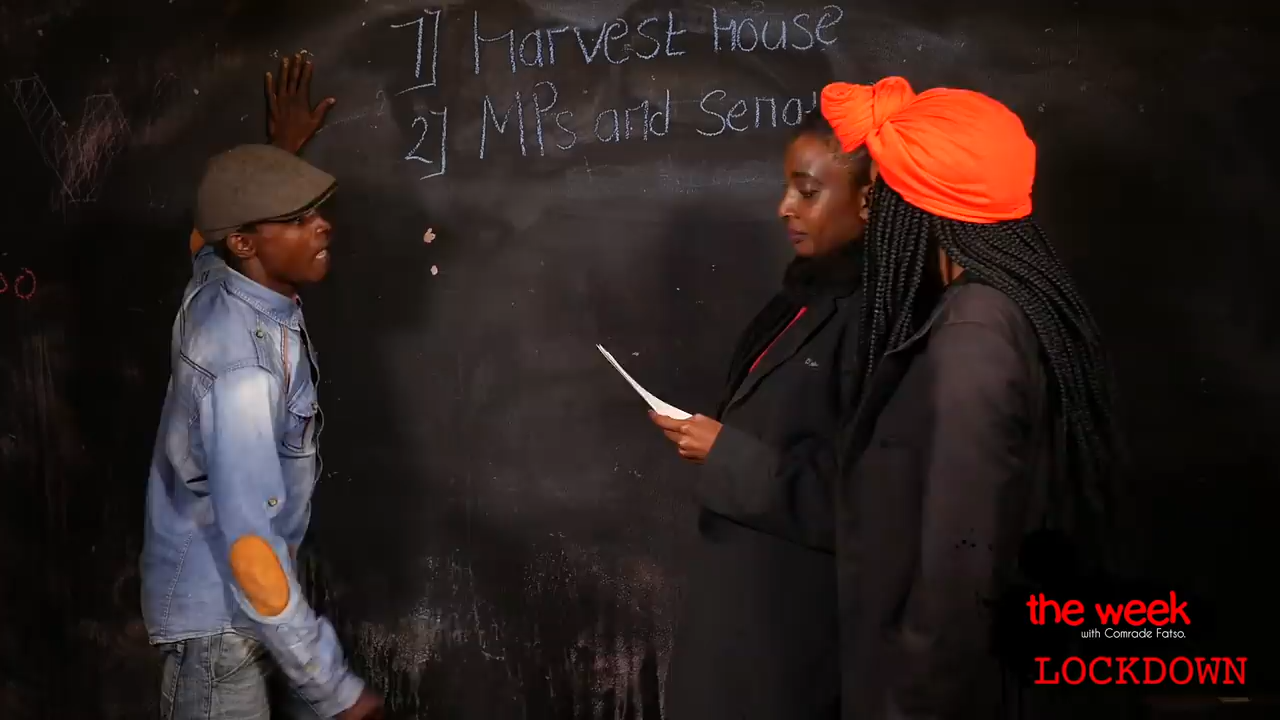 1] Harvest House
2] MPs and
the week
with Comrade Fatso.
LOCKDOWN